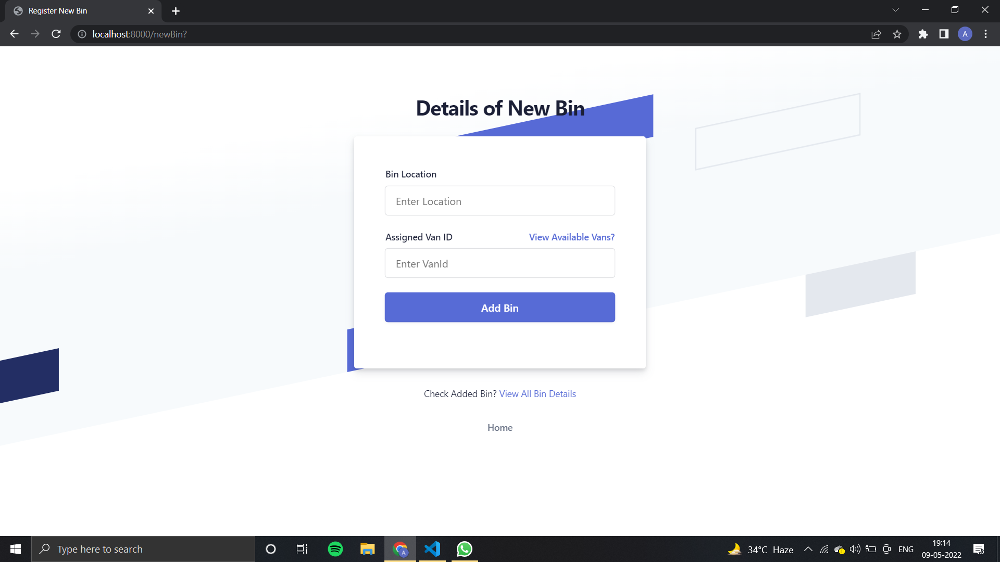 Register New Bin
localhost:8000/newBin?
A
Details of New Bin
Bin Location
Enter Location
Assigned Van ID
View Available Vans?
Enter VanId
Add Bin
Check Added Bin? View All Bin Details
Home
Type here to search
A
34°C Haze
ENG
19:14
09-05-2022